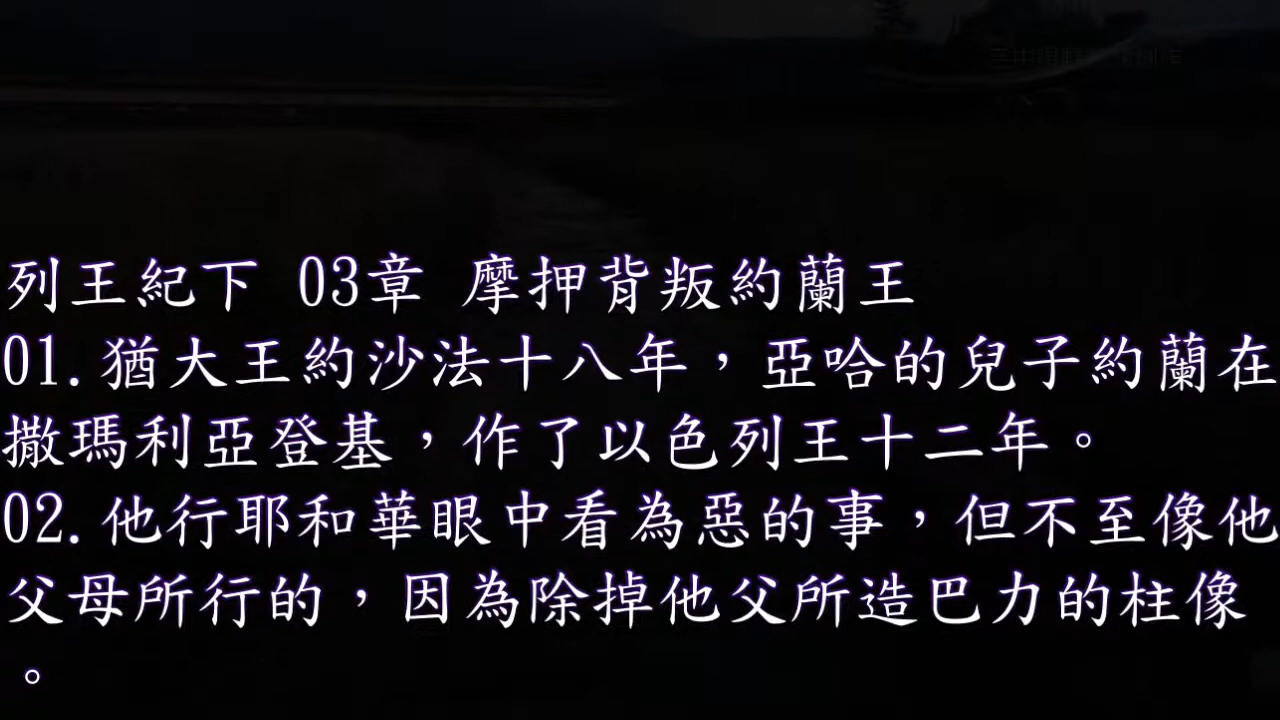 列王紀下 03章 摩押背叛約蘭王
01.猶大王約沙法十八年，亞哈的兒子約蘭在
撒瑪利亞登基，作了以色列王十二年。
02.他行耶和華眼中看為惡的事，但不至像他
父母所行的，因為除掉他父所造巴力的柱像
。